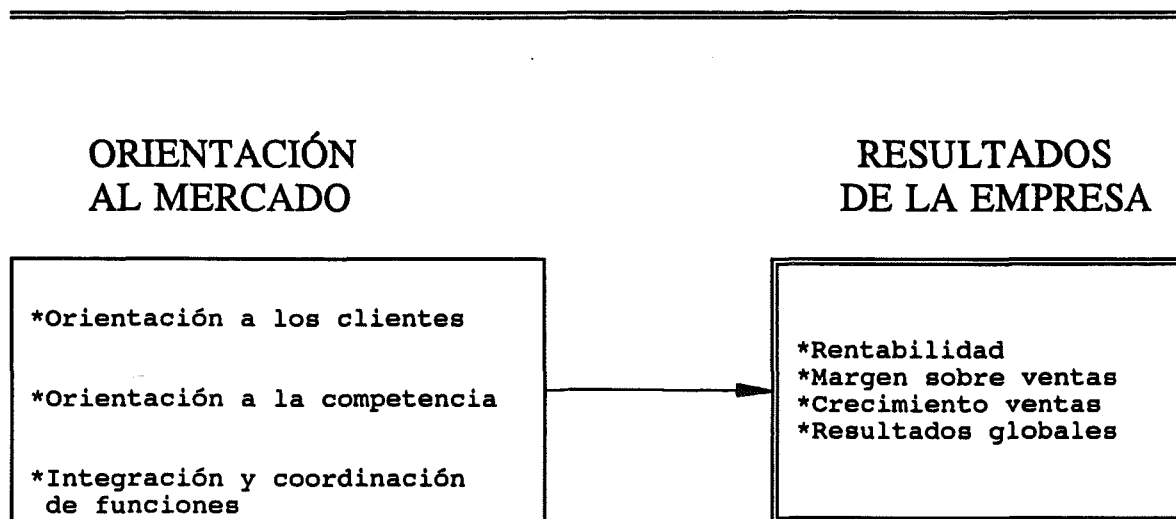 ORIENTACIÓN
AL MERCADO
*Orientación a los clientes
*Orientación a la competencia
*Integración y coordinación
de funciones
RESULTADOS
DE LA EMPRESA
*Rentabilidad
*Margen sobre ventas
*Crecimiento ventas
*Resultados globales